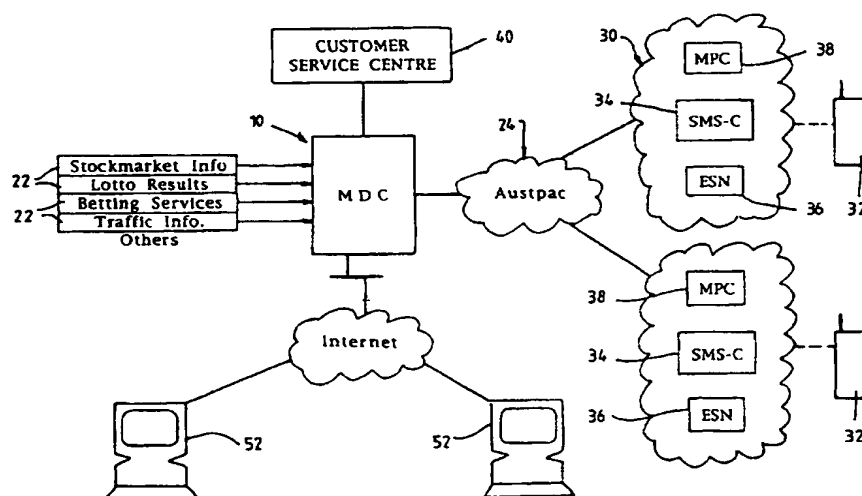 CUSTOMER
SERVICE CENTRE
40
30
MPC
38
34
SMS-C
10
24
ESN
36
32
22
Stockmarket Info
Lotto Results
22
Betting Services
Traffic Info.
Others
MDC
Austpac
38
MPC
34
SMS-C
36
ESN
32
Internet
52
52